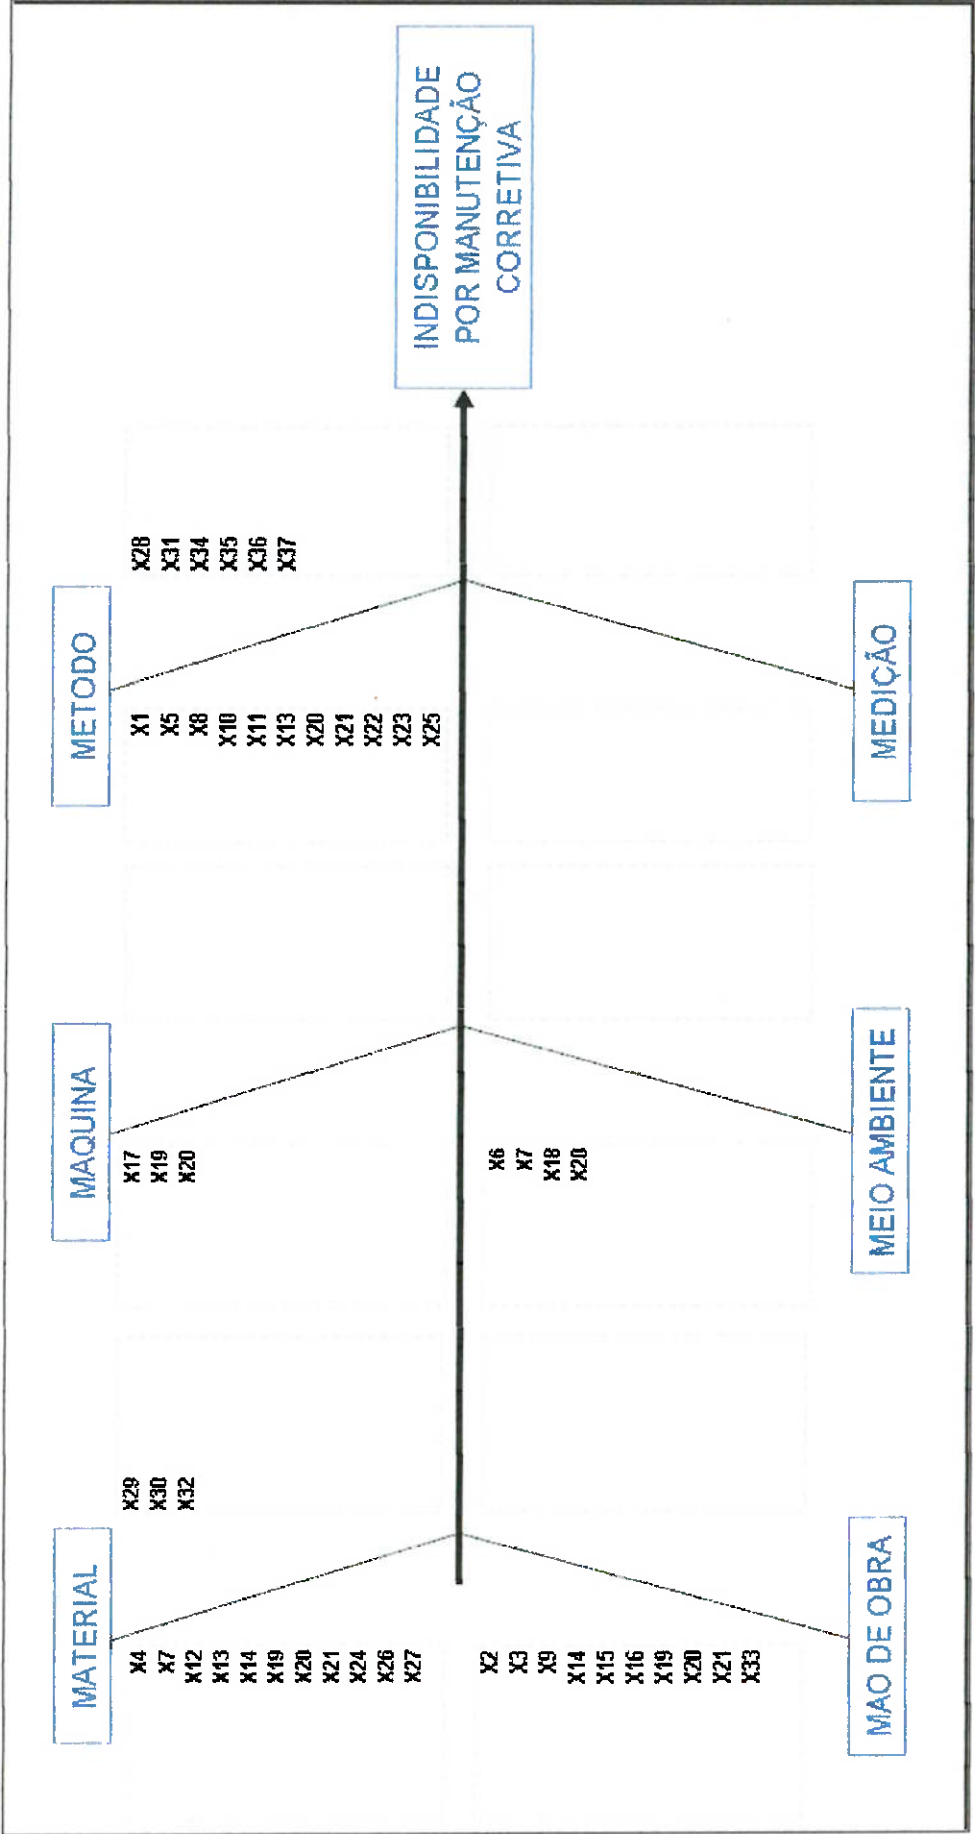 MATERIAL
MAQUINA
METODO
X4
X7
X12
X13
X14
X19
X20
X21
X24
X26
X27
X29
X30
X32
X17
X19
X20
X1
X5
X8
X10
X11
X13
X20
X21
X22
X23
X25
X28
X31
X34
X35
X36
X37
INDISPONIBILIDADE
POR MANUTENÇÃO
CORRETIVA
X2
X3
X9
X14
X15
X16
X19
X20
X21
X33
X6
X7
X18
X20
MAO DE OBRA
MEIO AMBIENTE
MEDIÇÃO